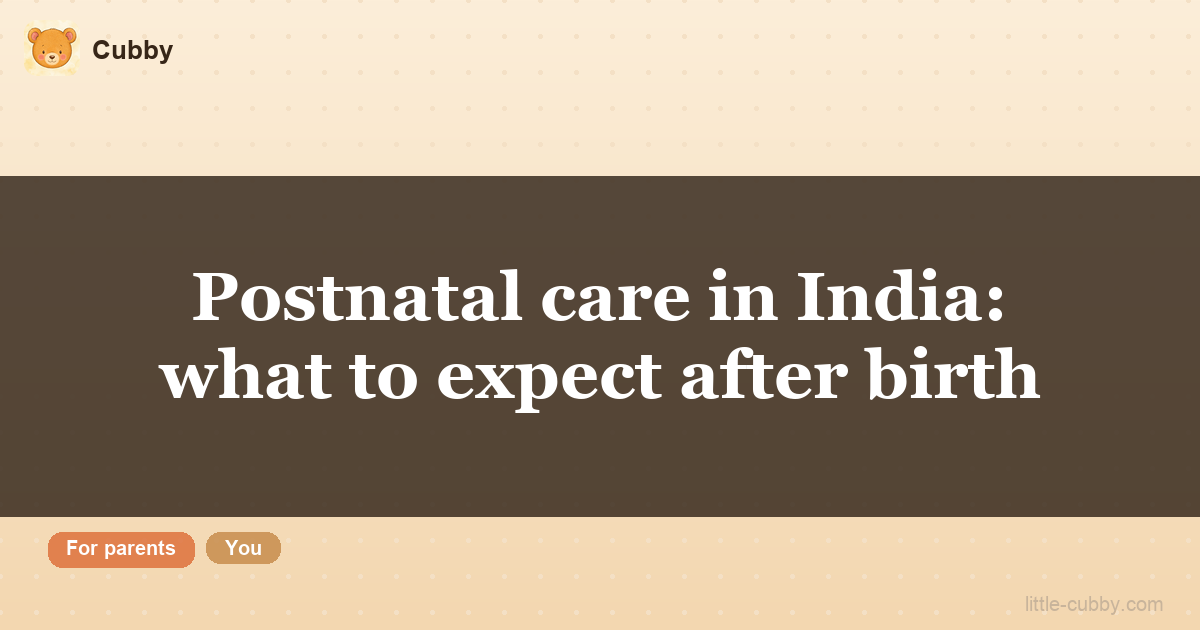 Cubby
Postnatal care in India:
what to expect after birth
For parents
You
little-cubby.com